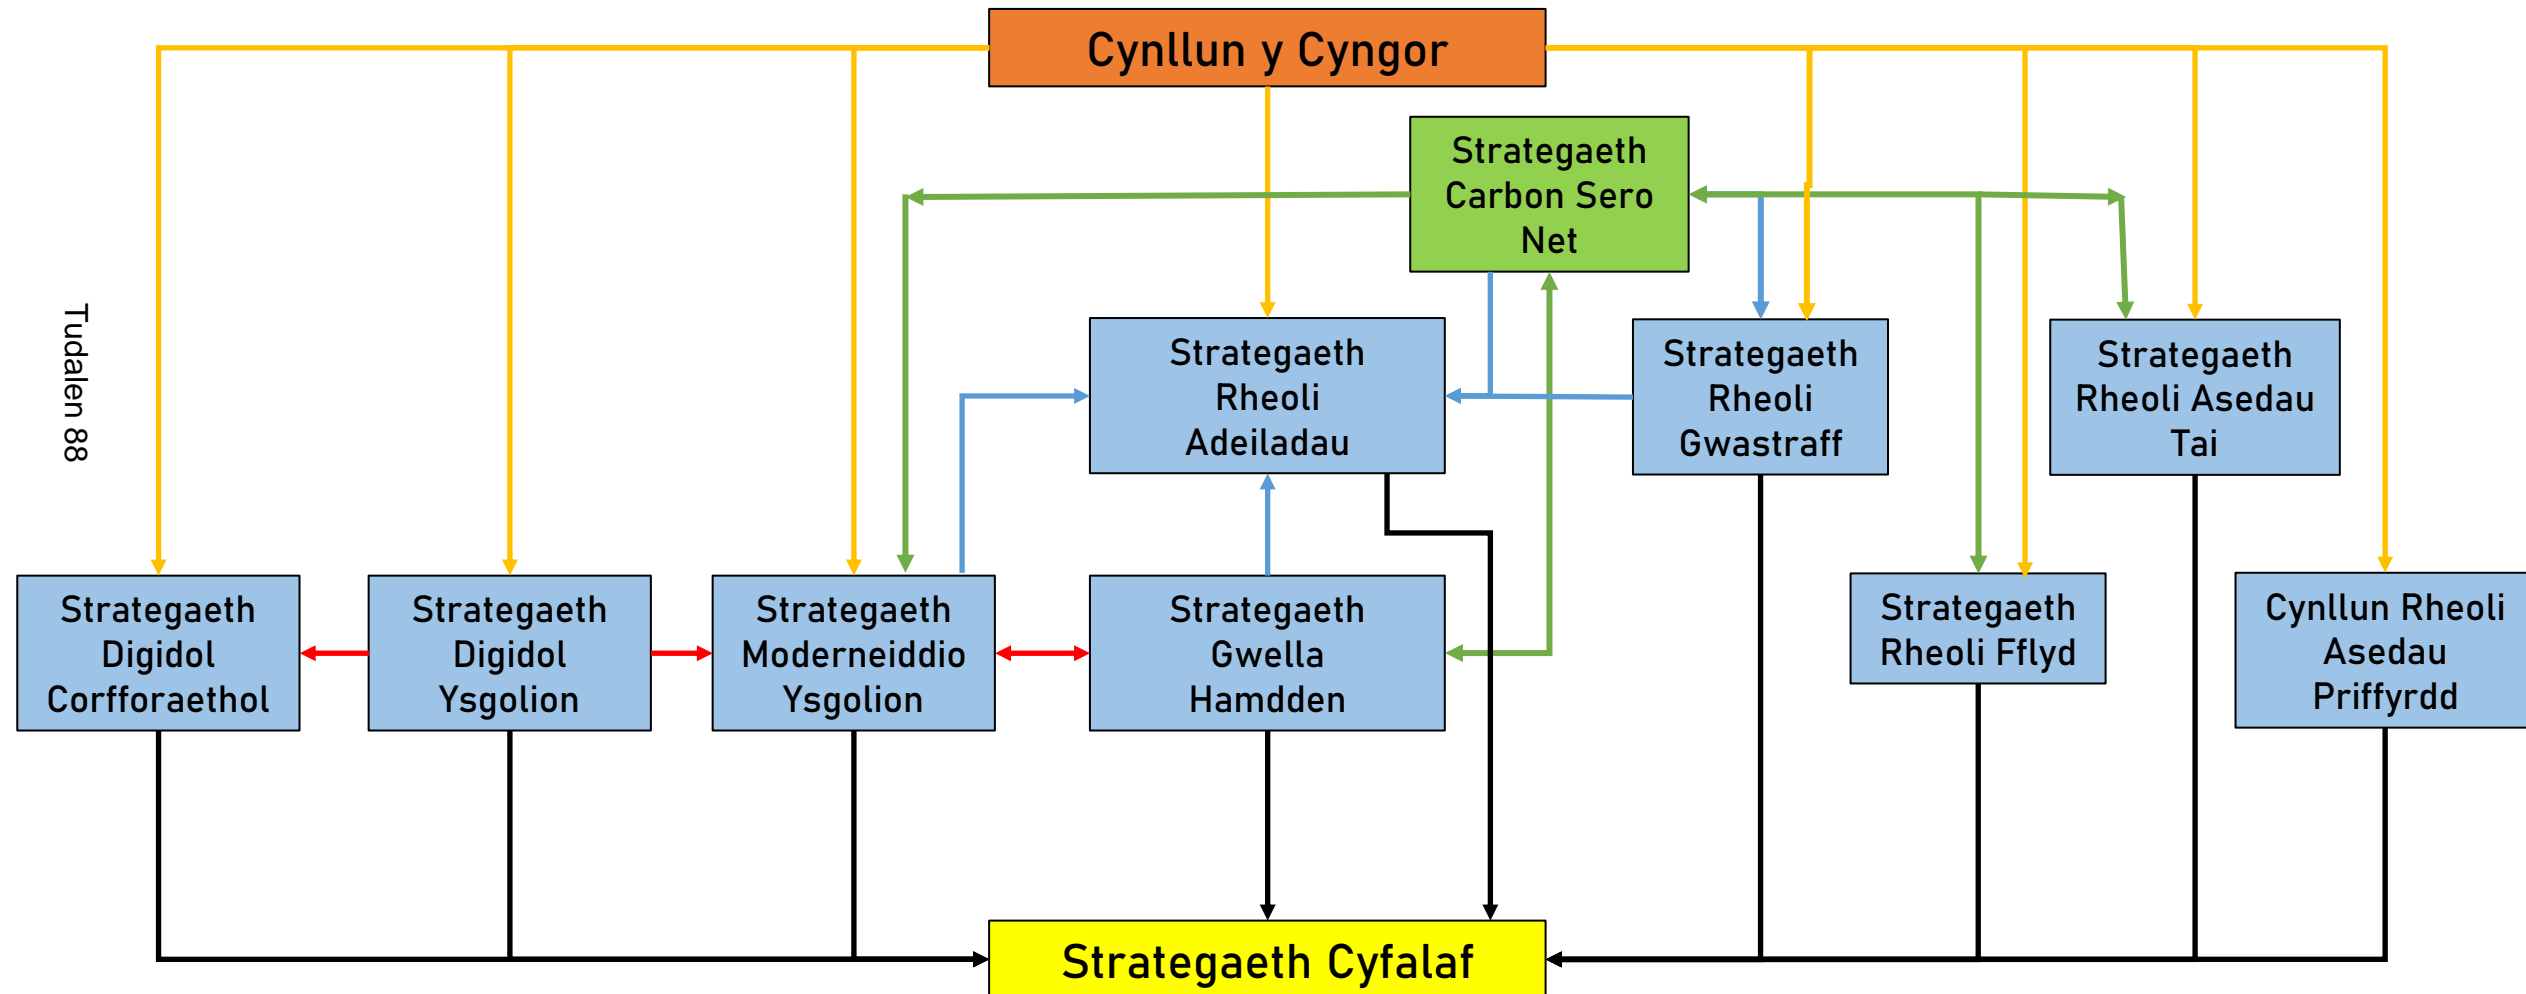 Cynllun y Cyngor
Strategaeth
Carbon Sero
Net
Tudalen 88
Strategaeth
Rheoli
Adeiladau
Strategaeth
Rheoli
Gwastraff
Strategaeth
Rheoli Asedau
Tai
Strategaeth
Digidol
Corfforaethol
Strategaeth
Digidol
Ysgolion
Strategaeth
Moderneiddio
Ysgolion
Strategaeth
Gwella
Hamdden
Strategaeth
Rheoli Fflyd
Cynllun Rheoli
Asedau
Priffyrdd
Strategaeth Cyfalaf